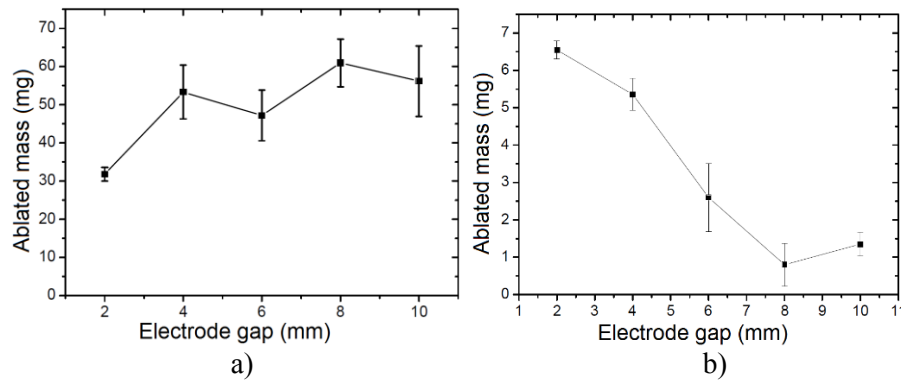 70
60
50
40
30
20
10
0
Ablated mass (mg)
2 4 6 8 10
Electrode gap (mm)
a)
7
6
5
4
3
2
1
0
Ablated mass (mg)
1 2 3 4 5 6 7 8 9 10 11
Electrode gap (mm)
b)